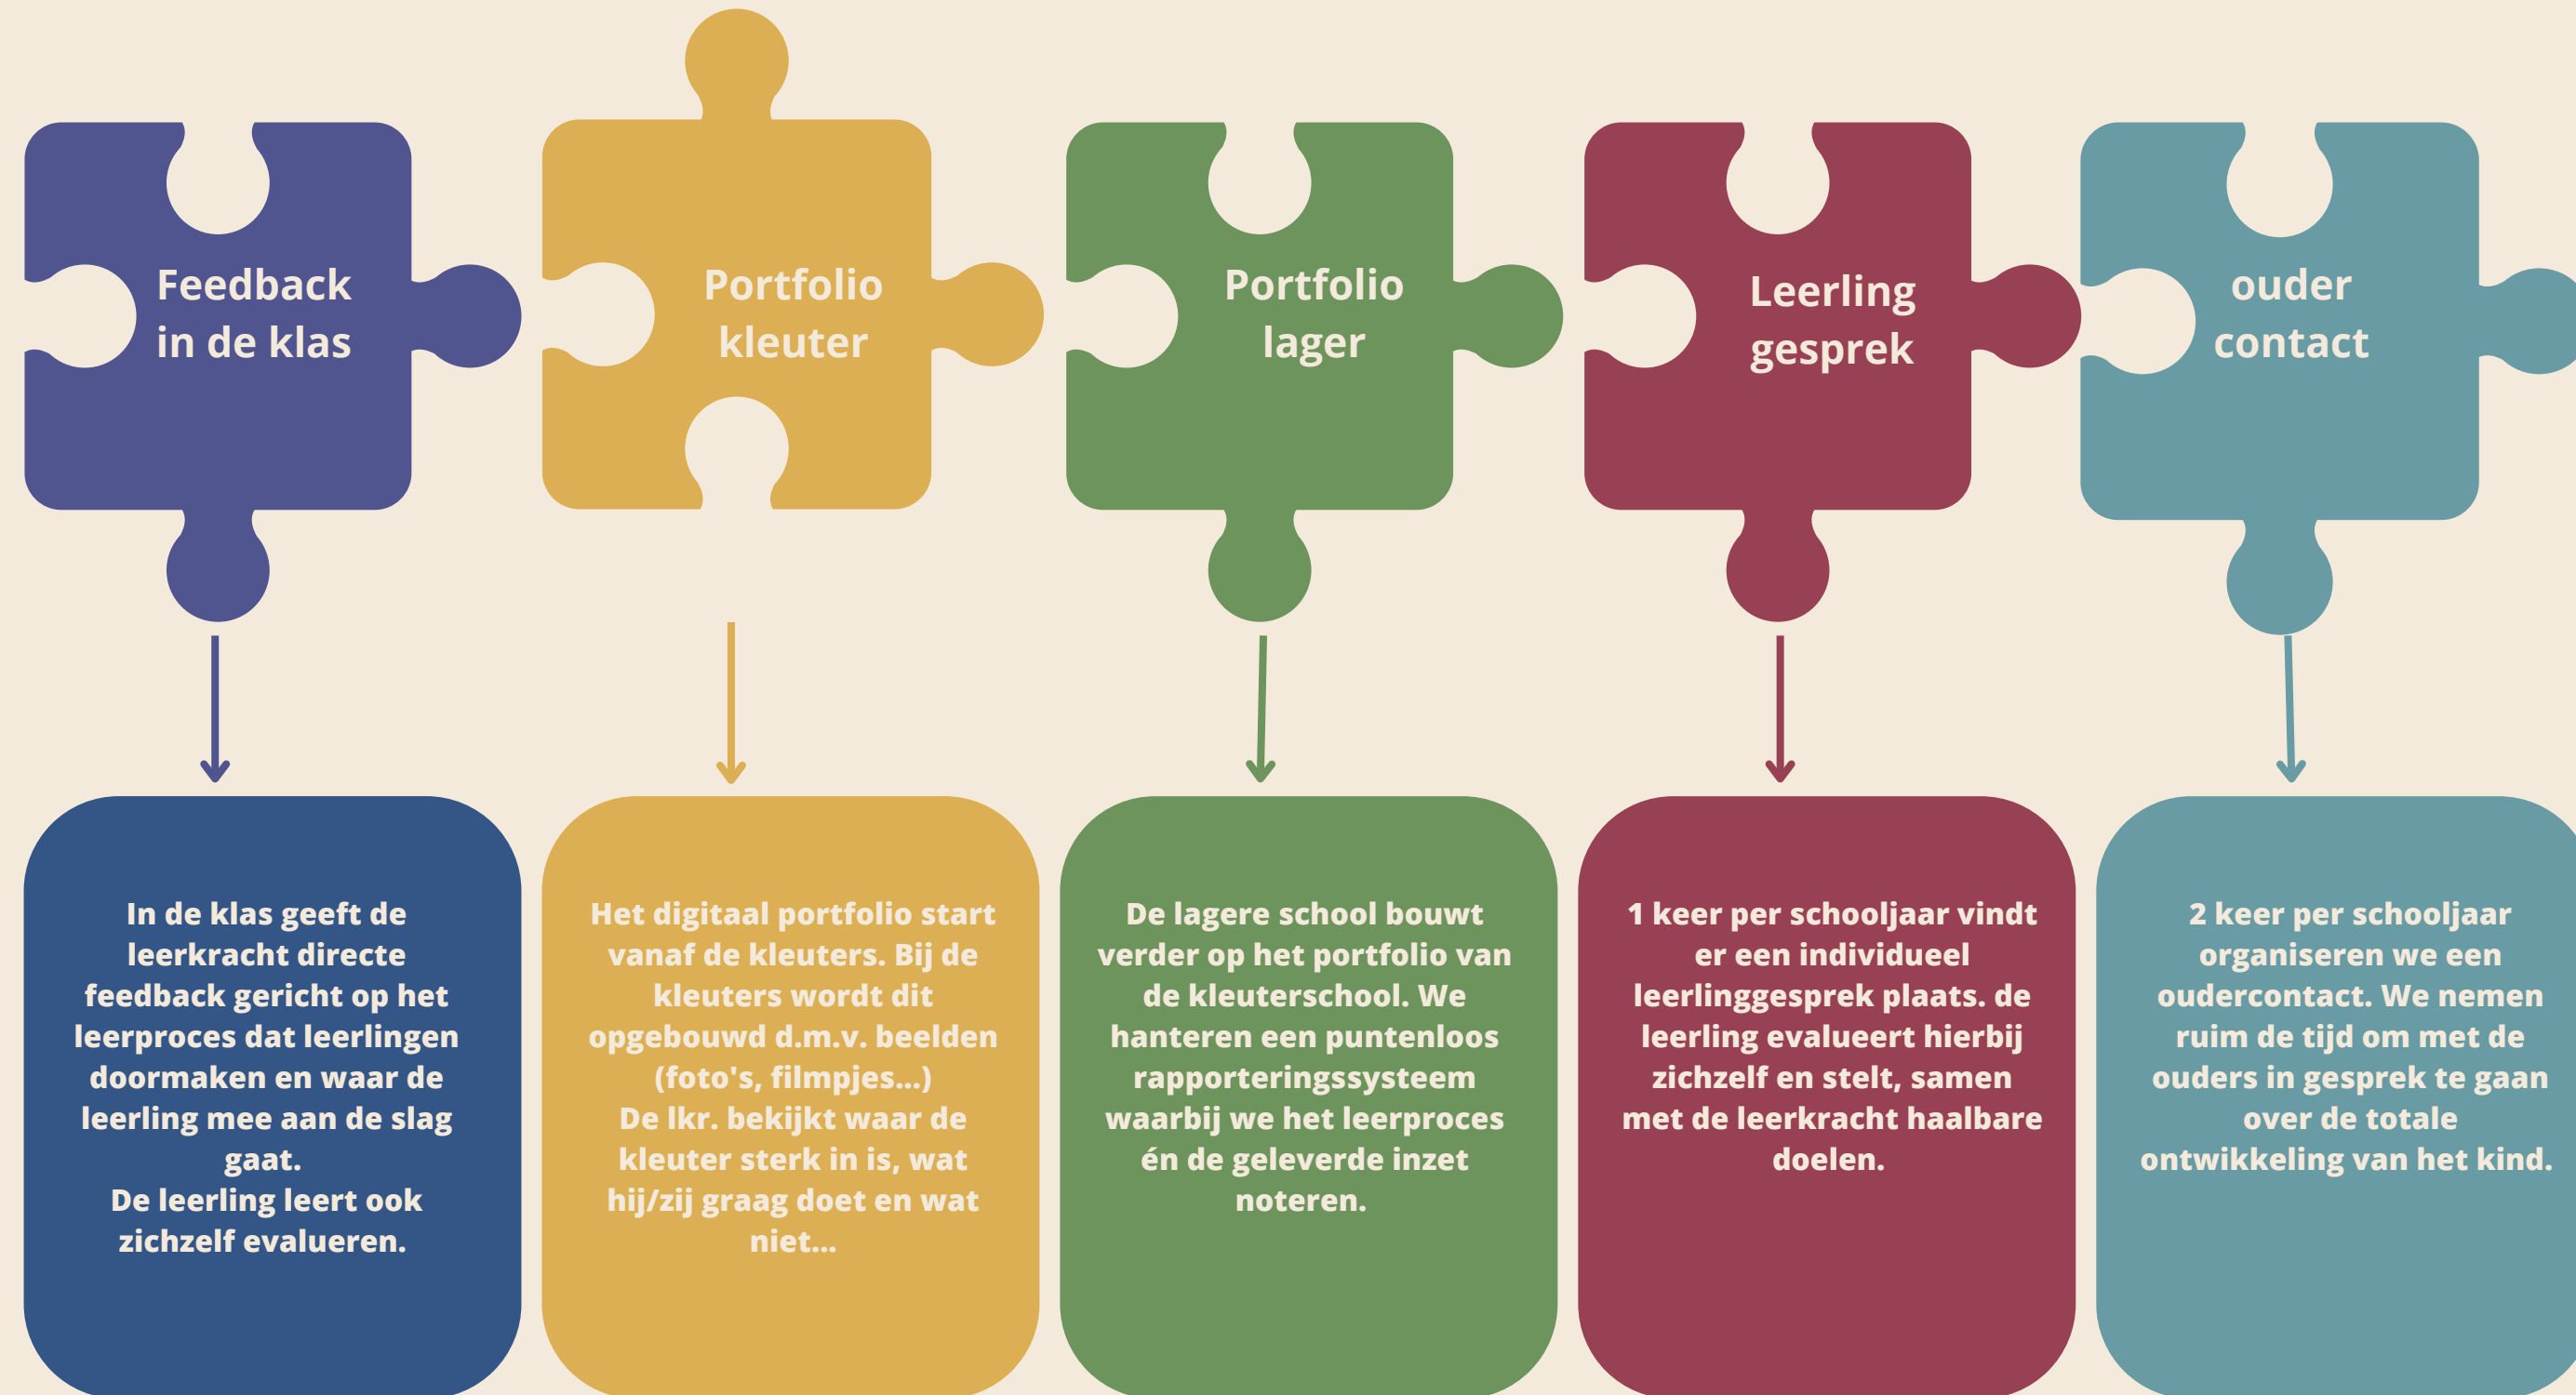 Feedback
in de klas
Portfolio
kleuter
Portfolio
lager
Leerling
gesprek
ouder
contact
In de klas geeft de
leerkracht directe
feedback gericht op het
leerproces dat leerlingen
doormaken en waar de
leerling mee aan de slag
gaat.
De leerling leert ook
zichzelf evalueren.
Het digitaal portfolio start
vanaf de kleuters. Bij de
kleuters wordt dit
opgebouwd d.m.v. beelden
(foto's, filmpjes...)
De lkr. bekijkt waar de
kleuter sterk in is, wat
hij/zij graag doet en wat
niet...
De lagere school bouwt
verder op het portfolio van
de kleuterschool. We
hanteren een puntenloos
rapporteringssysteem
waarbij we het leerproces
én de geleverde inzet
noteren.
1 keer per schooljaar vindt
er een individueel
leerlinggesprek plaats. de
leerling evalueert hierbij
zichzelf en stelt, samen
met de leerkracht haalbare
doelen.
2 keer per schooljaar
organiseren we een
oudercontact. We nemen
ruim de tijd om met de
ouders in gesprek te gaan
over de totale
ontwikkeling van het kind.